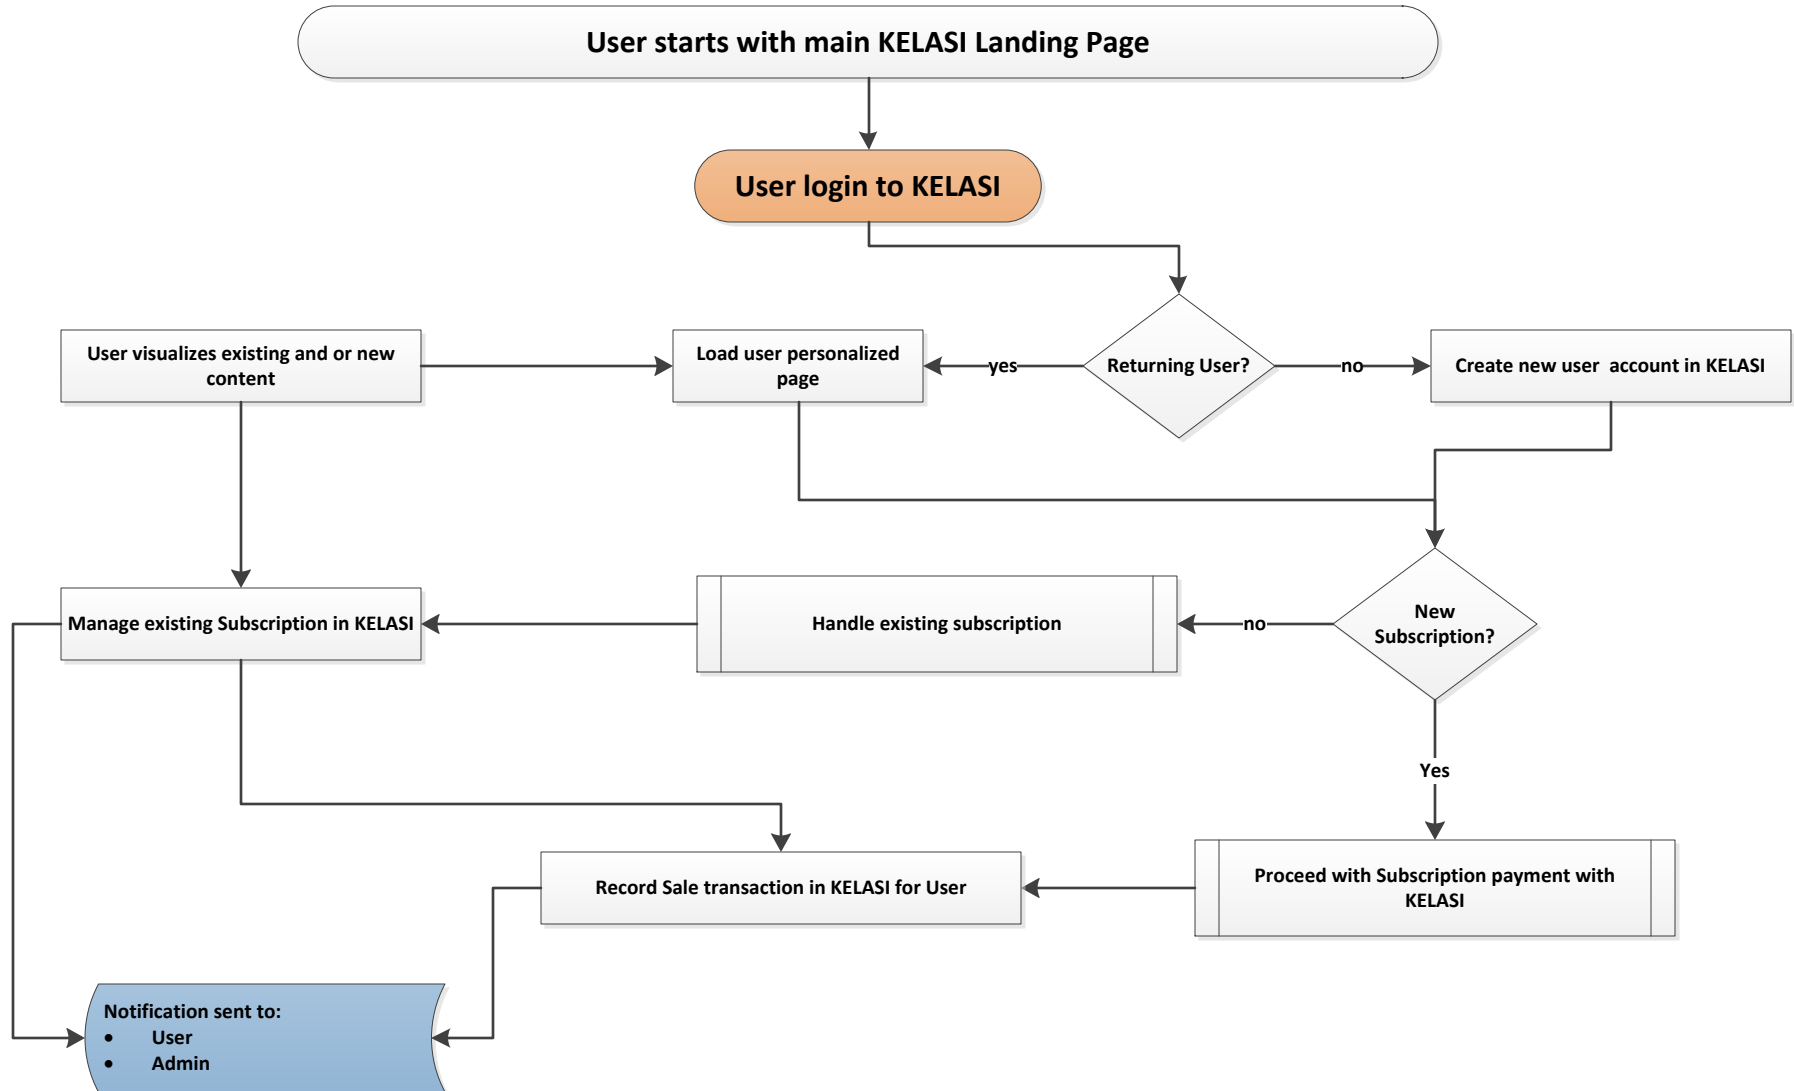 User starts with main KELASI Landing Page
User login to KELASI
User visualizes existing and or new
content
Load user personalized
page
yes
Returning User?
no
Create new user  account in KELASI
Manage existing Subscription in KELASI
Handle existing subscription
no
New
Subscription?
Yes
Record Sale transaction in KELASI for User
Proceed with Subscription payment with
KELASI
Notification sent to:
• User
• Admin